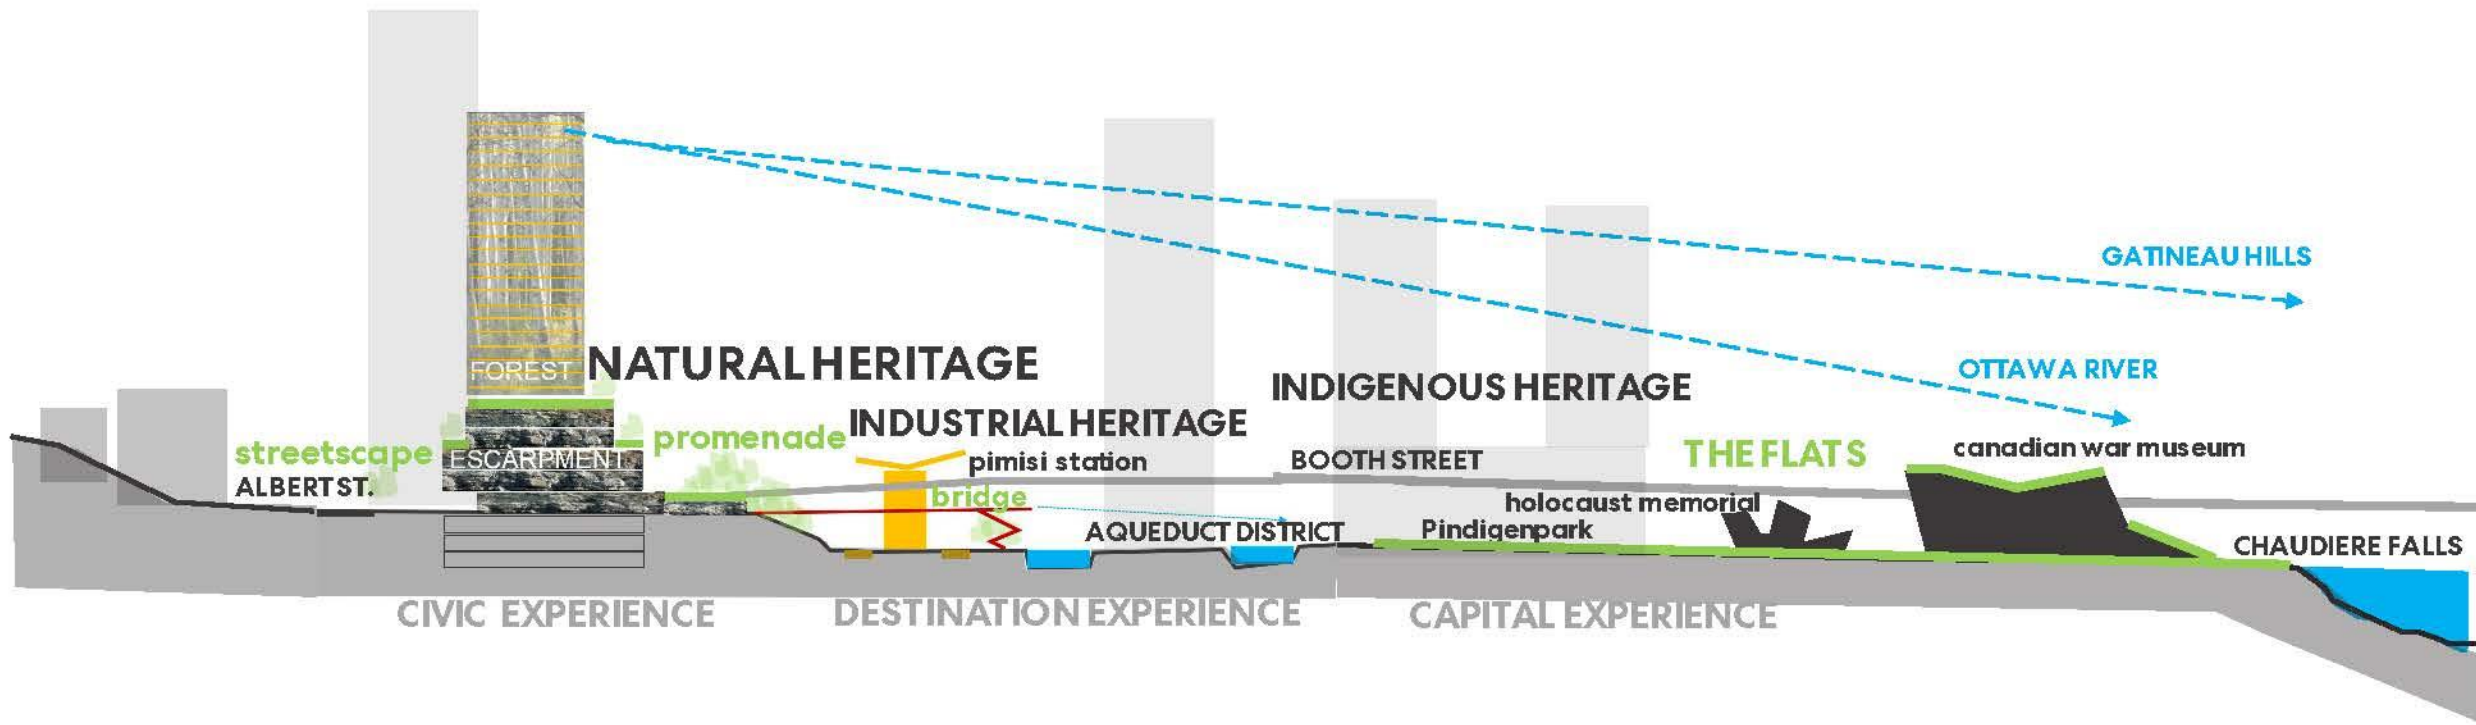 GATINEAU HILLS
FOREST
NATURAL HERITAGE
OTTAWA RIVER
INDIGENOUS HERITAGE
INDUSTRIAL HERITAGE
promenade
streetscape
ESCARPMENT
ALBERT ST.
pimisi station
BOOTH STREET
THE FLATS
canadian war museum
bridge
holocaust memorial
AQUEDUCT DISTRICT
Pindigenpark
CHAUDIERE FALLS
CIVIC EXPERIENCE
DESTINATION EXPERIENCE
CAPITAL EXPERIENCE